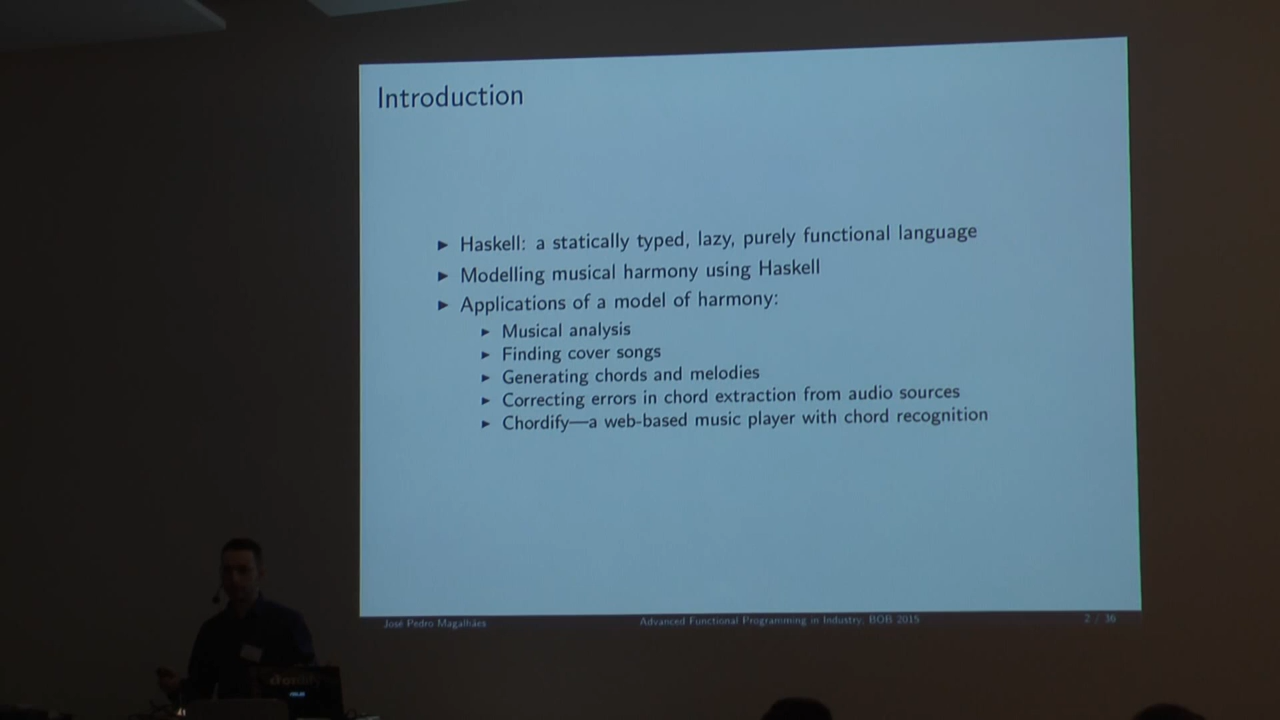 Introduction
► Haskell: a statically typed, lazy, purely functional language
► Modelling musical harmony using Haskell
► Applications of a model of harmony:
► Musical analysis
► Finding cover songs
► Generating chords and melodies
► Correcting errors in chord extraction from audio sources
► Chordify—a web-based music player with chord recognition
José Pedro Magalhães Advanced Functional Programming in Industry, BOB 2015 2 / 36
chordify